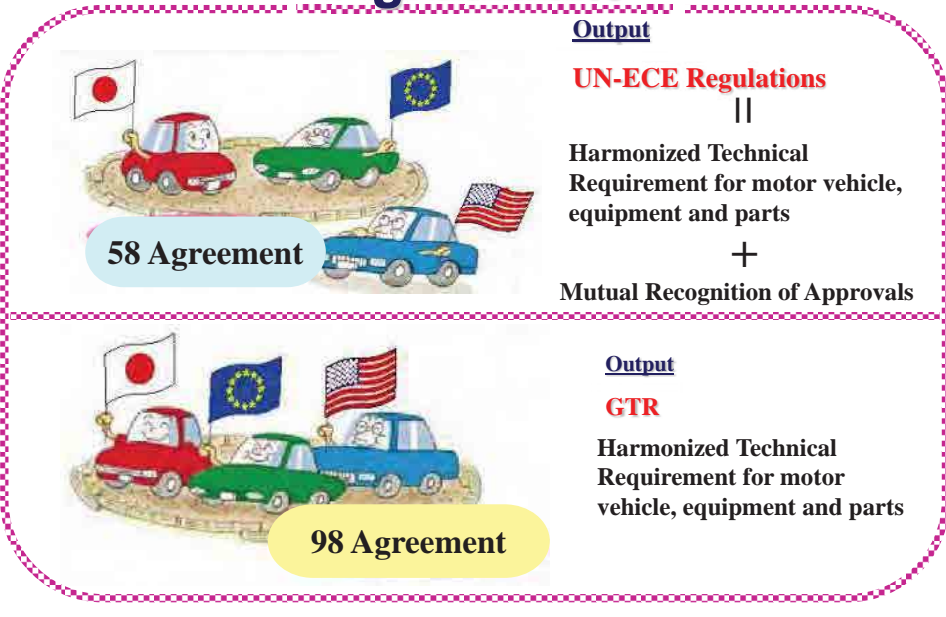 Output
UN-ECE Regulations
=
Harmonized Technical
Requirement for motor vehicle,
equipment and parts
+
Mutual Recognition of Approvals
58 Agreement
Output
GTR
Harmonized Technical
Requirement for motor
vehicle, equipment and parts
98 Agreement